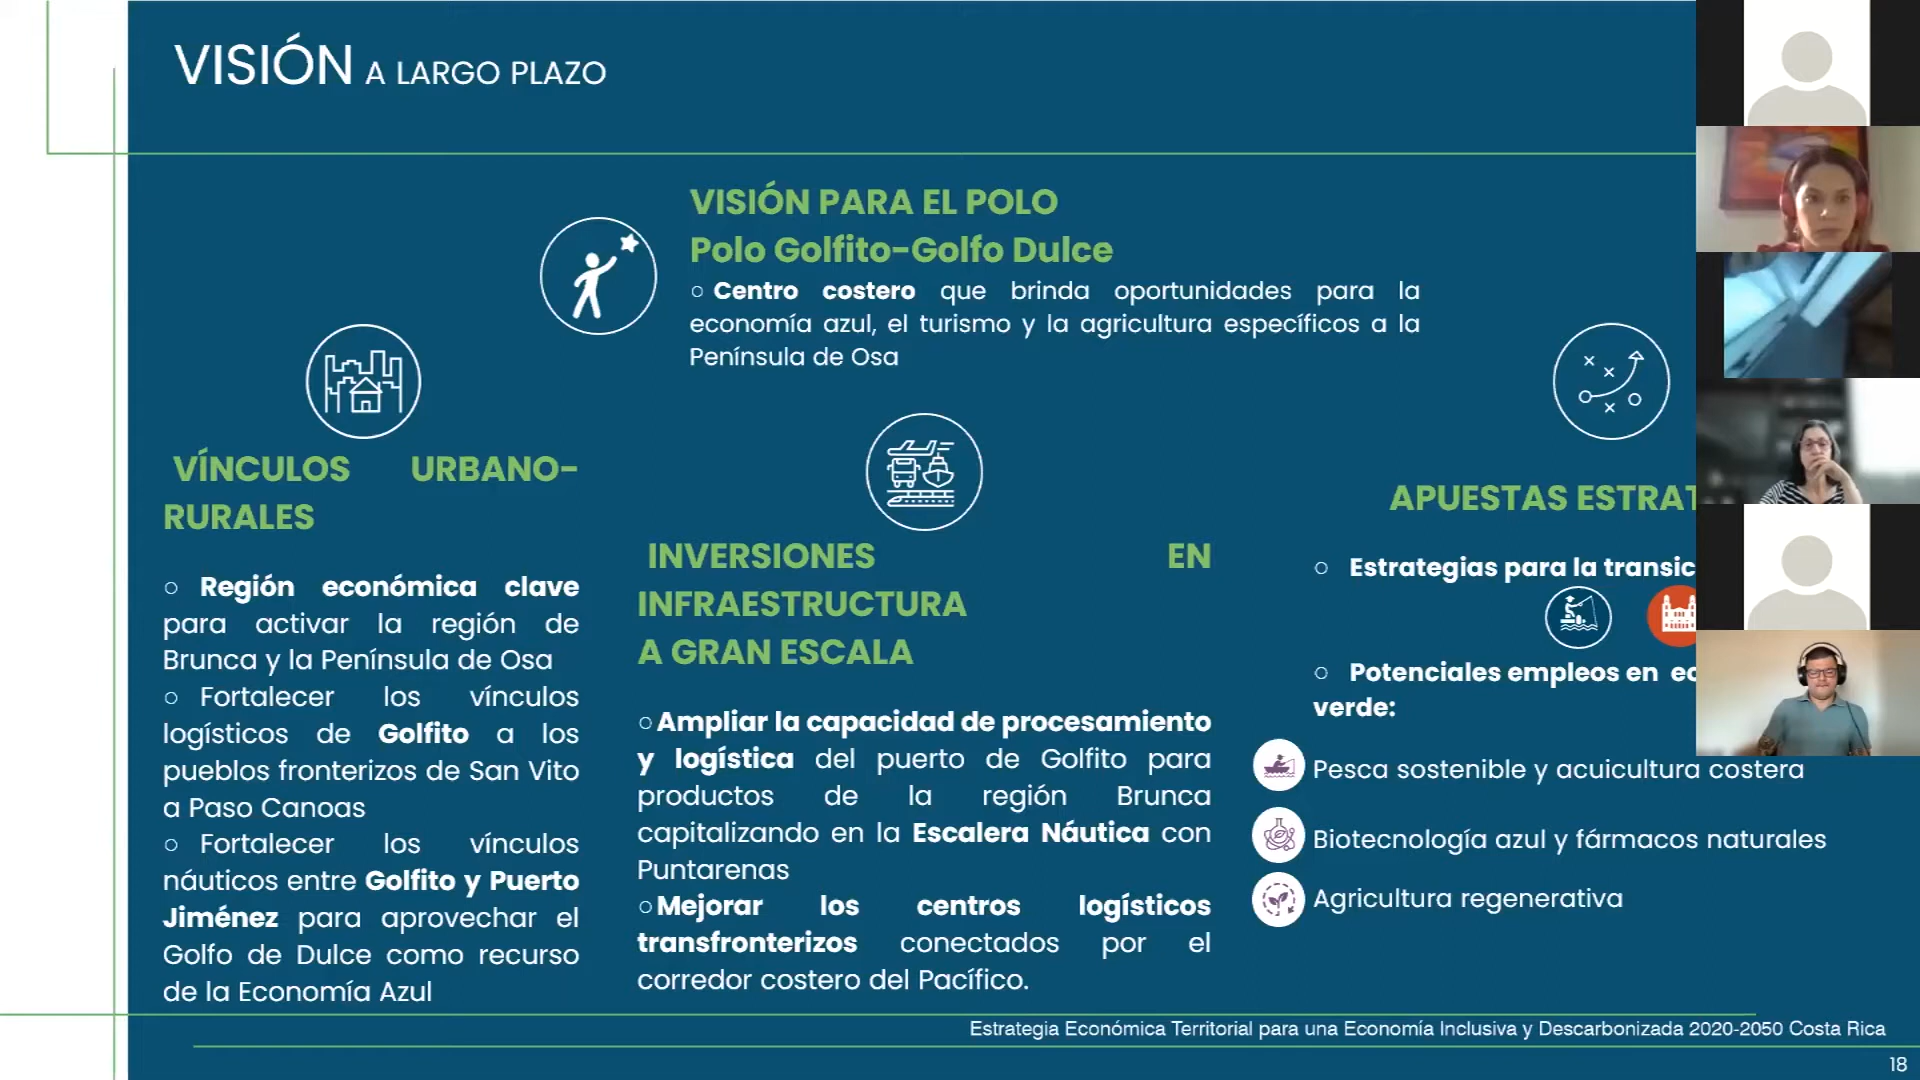 VISIÓN A LARGO PLAZO
VISIÓN PARA EL POLO
Polo Golfito-Golfo Dulce
○ Centro costero que brinda oportunidades para la
economía azul, el turismo y la agricultura específicos a la
Península de Osa
VÍNCULOS URBANO-
RURALES
○ Región económica clave
para activar la región de
Brunca y la Península de Osa
○ Fortalecer los vínculos
logísticos de Golfito a los
pueblos fronterizos de San Vito
a Paso Canoas
○ Fortalecer los vínculos
náuticos entre Golfito y Puerto
Jiménez para aprovechar el
Golfo de Dulce como recurso
de la Economía Azul
INVERSIONES EN
INFRAESTRUCTURA
A GRAN ESCALA
○ Ampliar la capacidad de procesamiento
y logística del puerto de Golfito para
productos de la región Brunca
capitalizando en la Escalera Náutica con
Puntarenas
○ Mejorar los centros logísticos
transfronterizos conectados por el
corredor costero del Pacífico.
APUESTAS
○ Estrategias para la
○ Potenciales empleos en
verde:
Pesca sostenible y acuicultura costera
Biotecnología azul y fármacos naturales
Agricultura regenerativa
Estrategia Económica Territorial para una Economía Inclusiva y Descarbonizada 2020-2050 Costa Rica
18